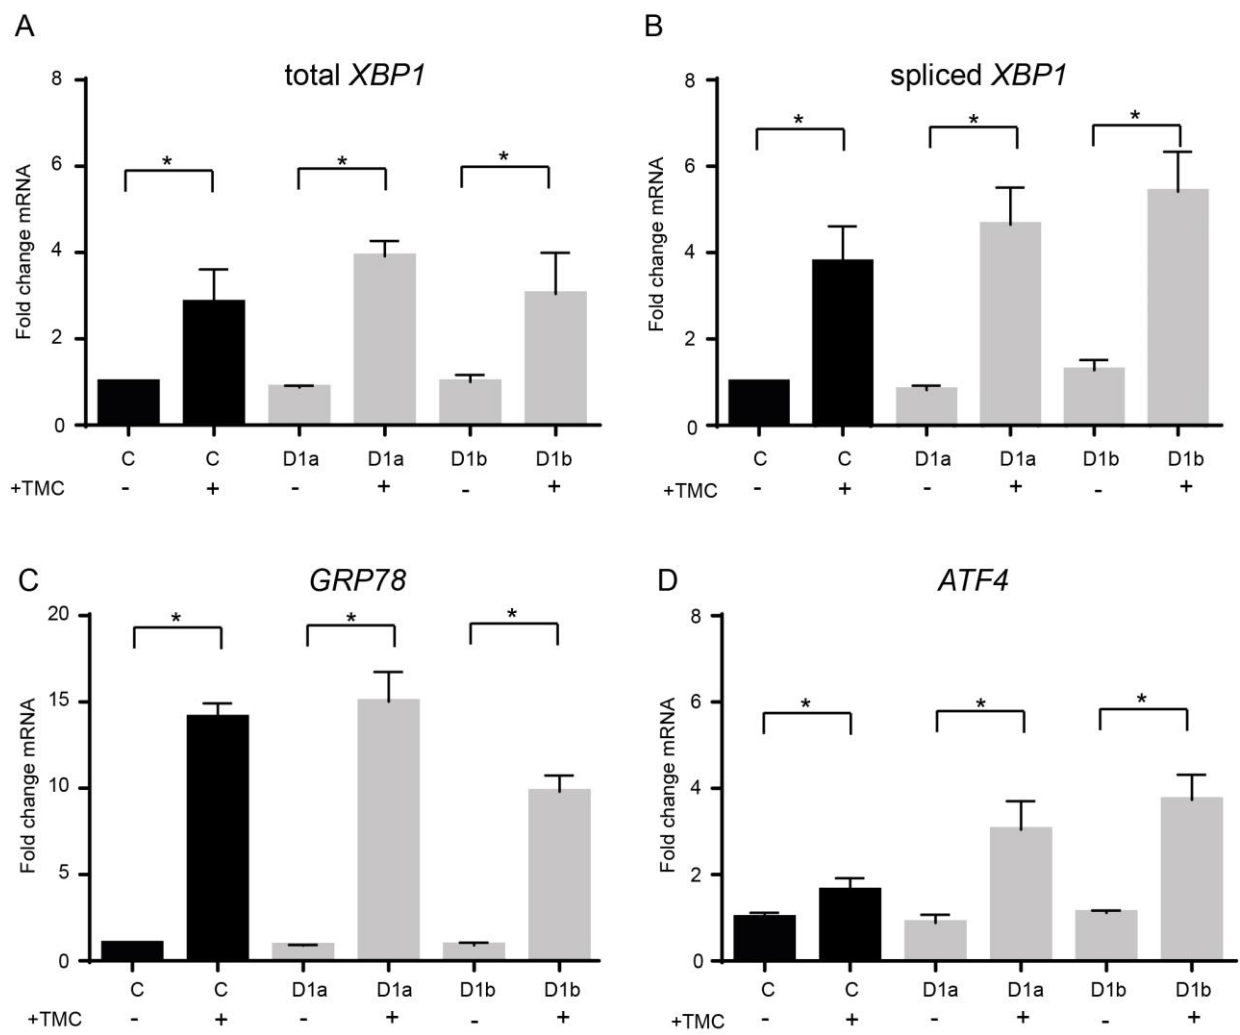 A
total XBP1
Fold change mRNA
8
6
4
2
0
* * *
C C D1a D1a D1b D1b
+TMC - + - + - +
B
spliced XBP1
Fold change mRNA
8
6
4
2
0
* * *
C C D1a D1a D1b D1b
+TMC - + - + - +
C
GRP78
Fold change mRNA
20
15
10
5
0
* * *
C C D1a D1a D1b D1b
+TMC - + - + - +
D
ATF4
Fold change mRNA
8
6
4
2
0
* * *
C C D1a D1a D1b D1b
+TMC - + - + - +